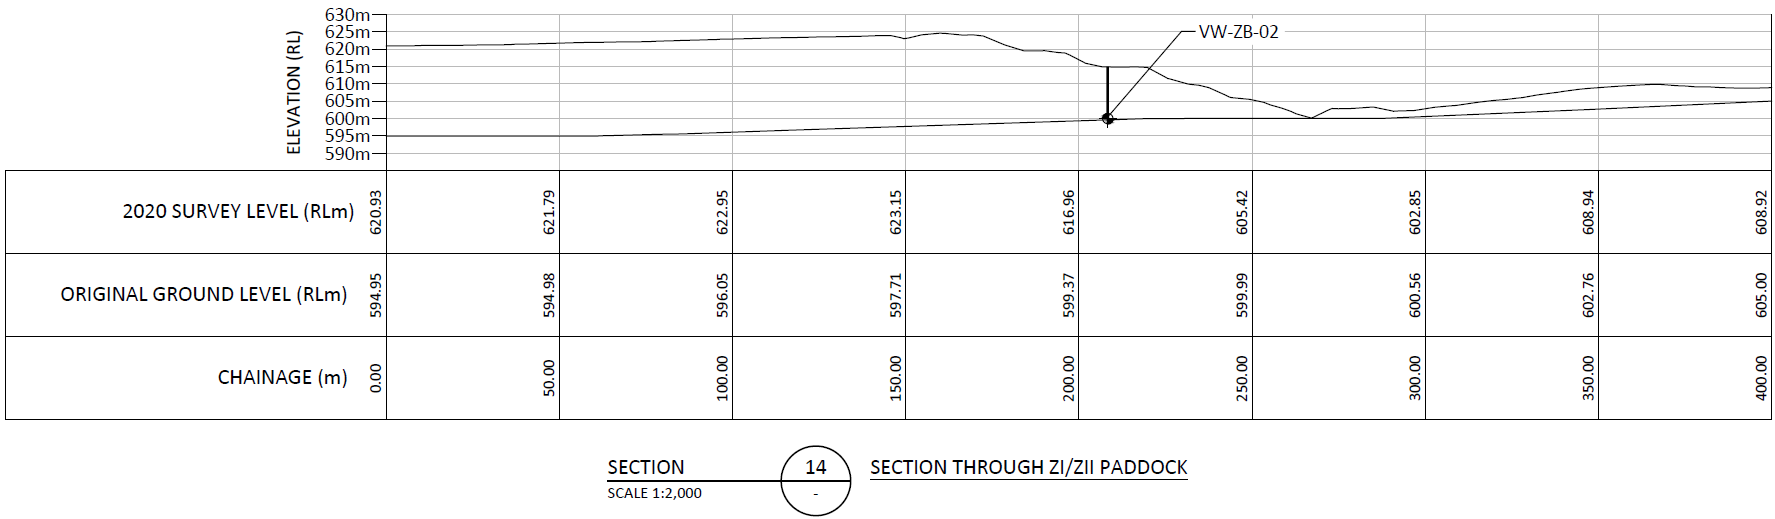 630m
625m
620m
615m
610m
605m
600m
595m
590m
ELEVATION (RL)
VW-ZB-02
2020 SURVEY LEVEL (RLm) 620.93 621.79 622.95 623.15 616.96 605.42 602.85 608.94 608.92
ORIGINAL GROUND LEVEL (RLm) 594.95 594.98 596.05 597.71 599.37 599.99 600.56 602.76 605.00
CHAINAGE (m) 0.00 50.00 100.00 150.00 200.00 250.00 300.00 350.00 400.00
SECTION 14 SECTION THROUGH ZI/ZII PADDOCK
SCALE 1:2,000 -